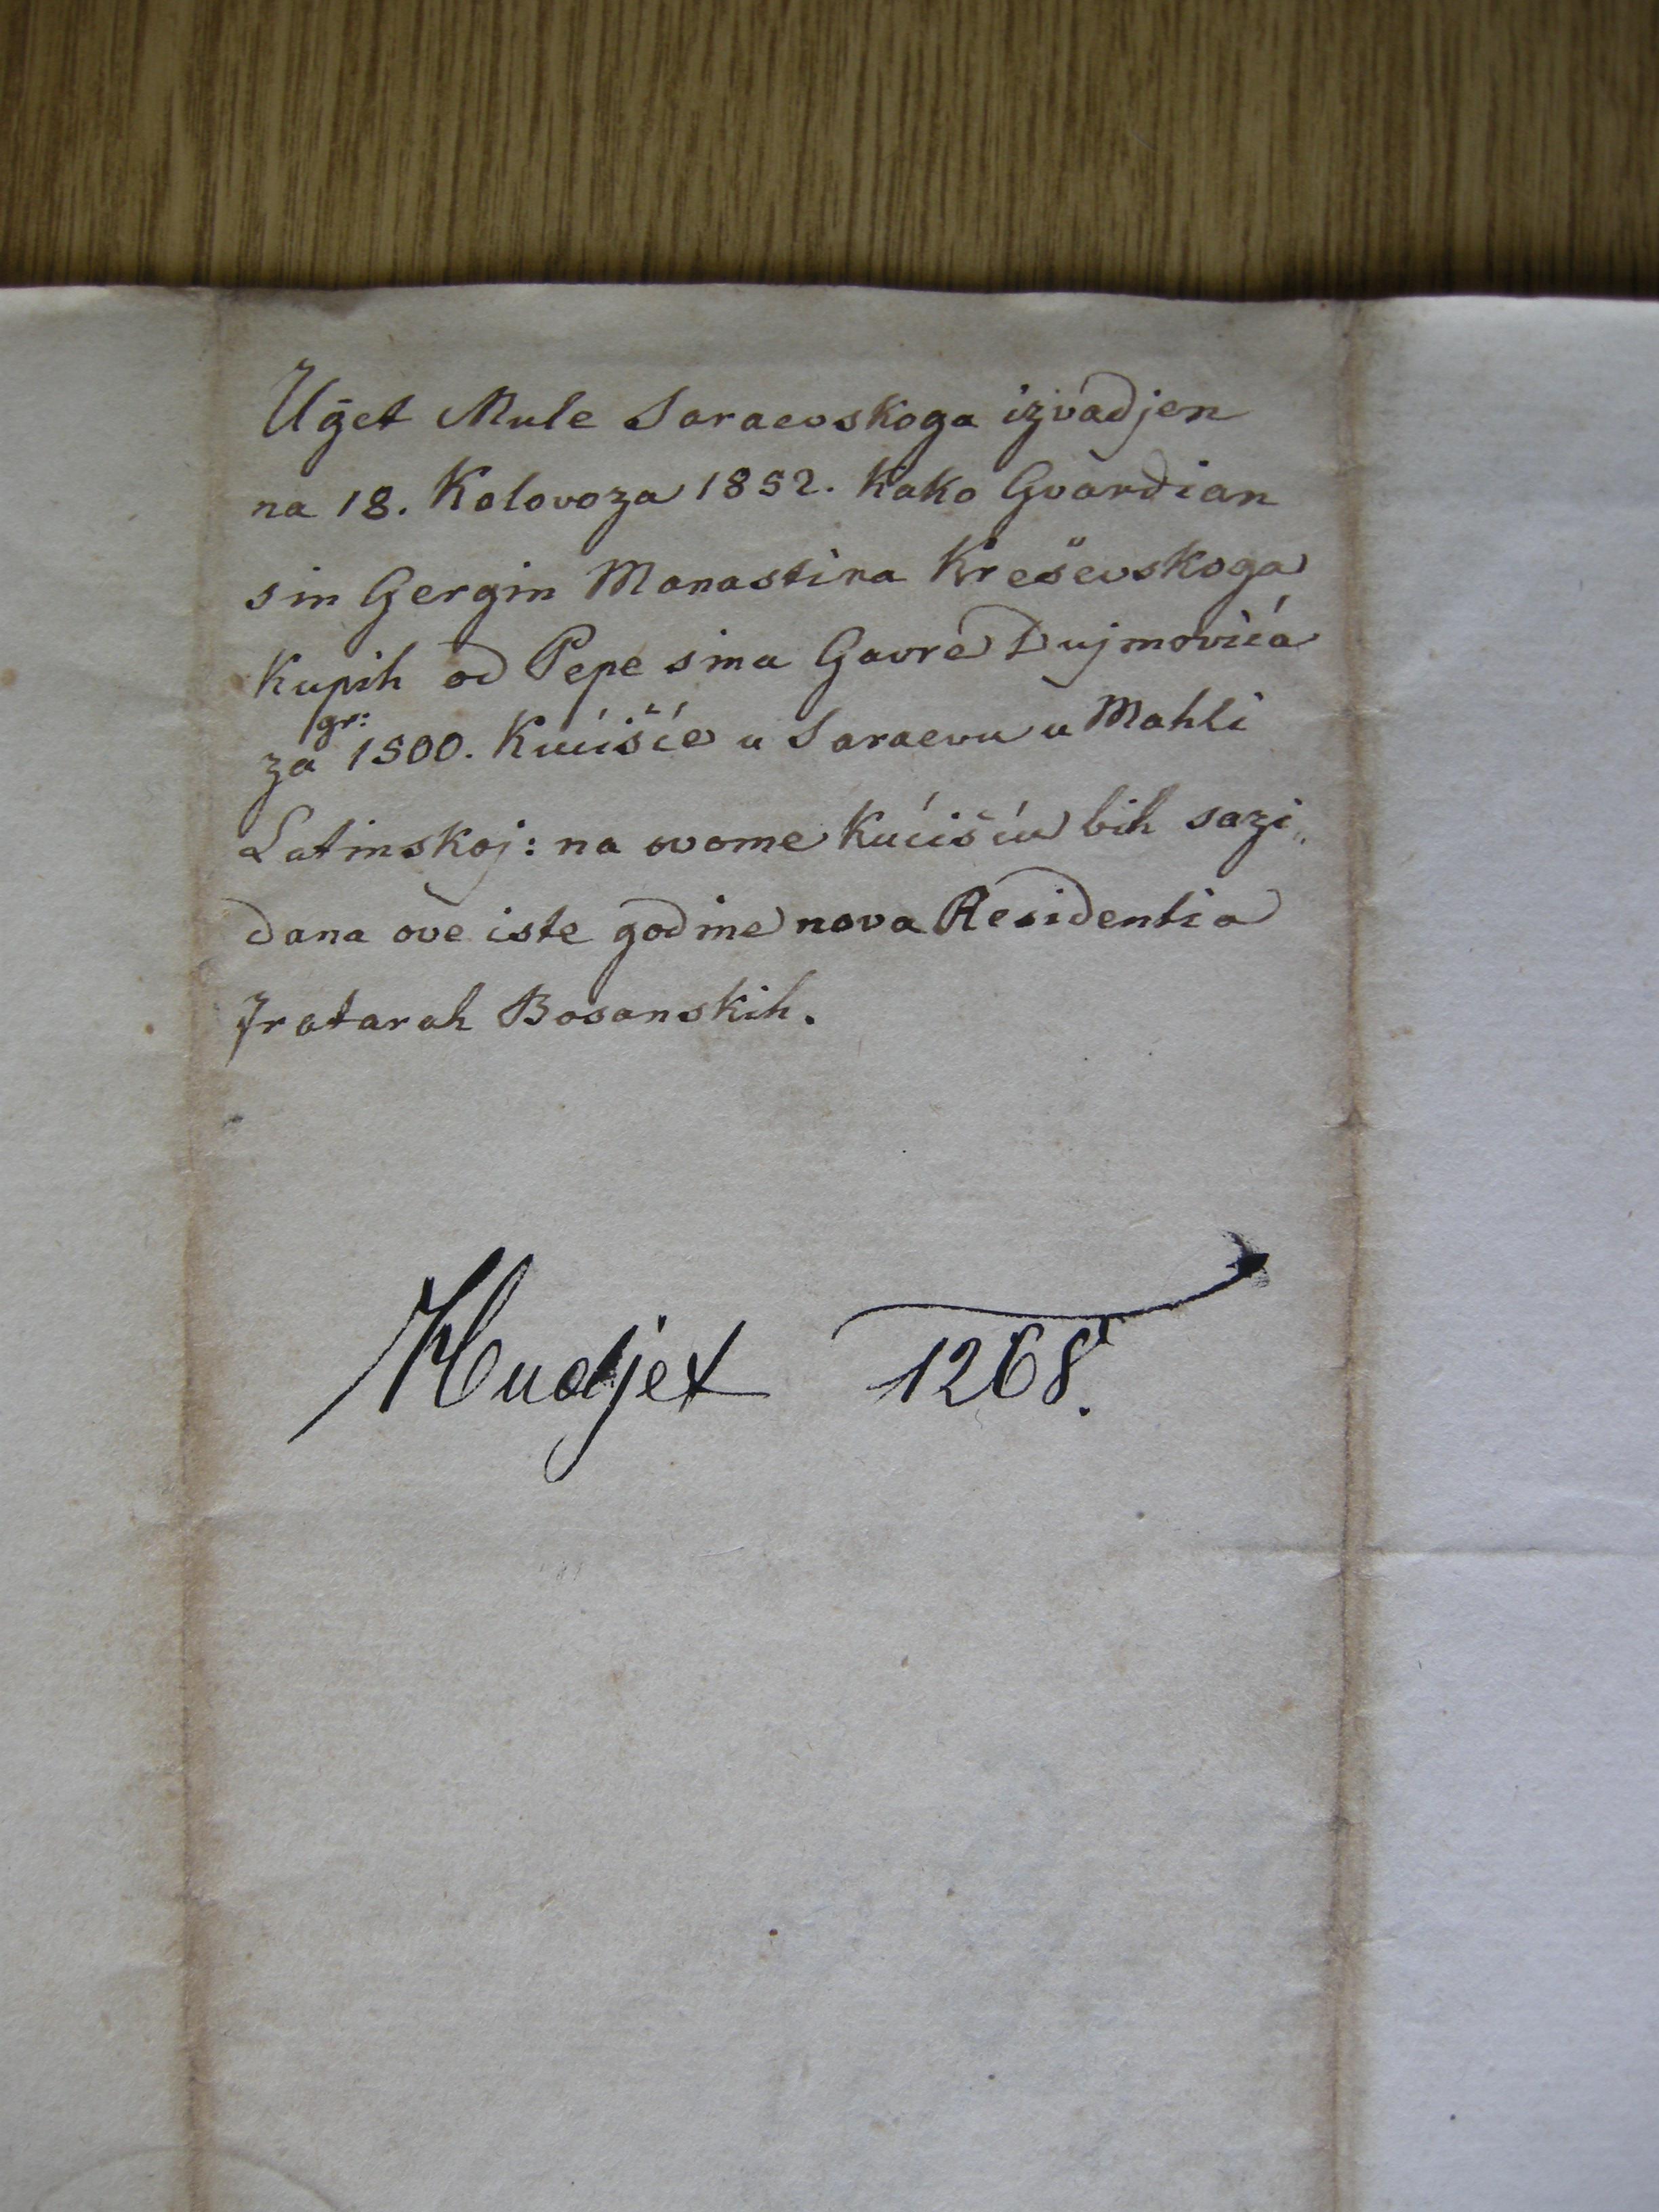 Uǵet Mule Saraevskoga izvadjen
na 18. Kolovoza 1852. kako Gvardian
sin Gergin Manastira Kreševskoga
kupih od Pepe sina Gavre Dujmovića
za gr: 1500. Kućišće u Saraevu u Mahli
Latinskoj: na ovome kućišću bih sazi„
dana ove iste godine nova Residentia
Fratarah Bosanskih.
Hudjet 1268.